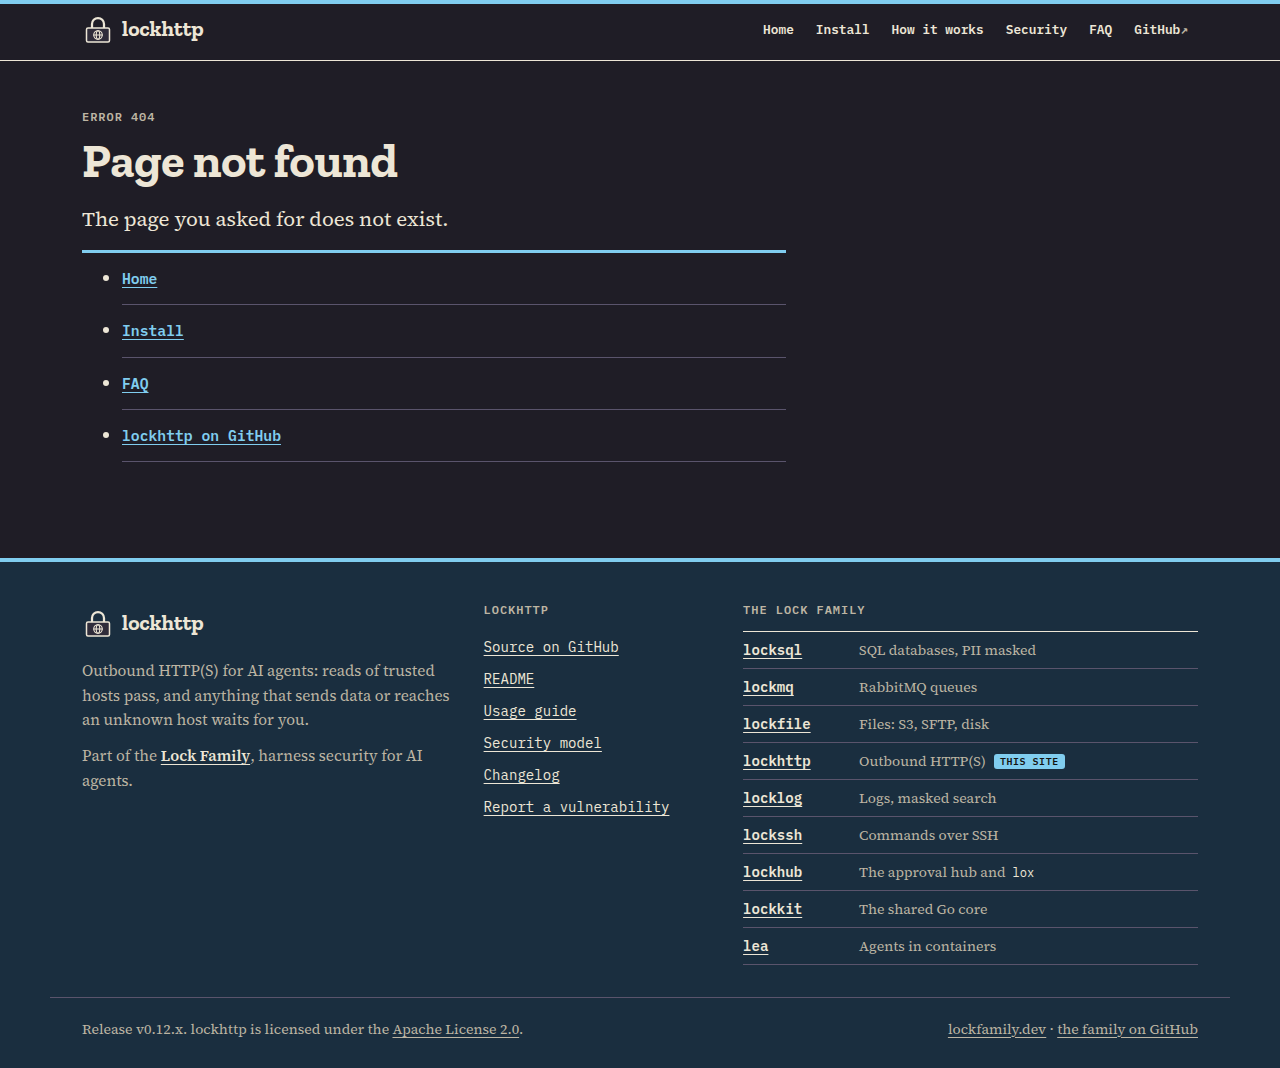 lockhttp
Home Install How it works Security FAQ GitHub↗
ERROR 404
Page not found
The page you asked for does not exist.
Home
Install
FAQ
lockhttp on GitHub
lockhttp
Outbound HTTP(S) for AI agents: reads of trusted
hosts pass, and anything that sends data or reaches
an unknown host waits for you.
Part of the Lock Family, harness security for AI
agents.
LOCKHTTP
Source on GitHub
README
Usage guide
Security model
Changelog
Report a vulnerability
THE LOCK FAMILY
locksql SQL databases, PII masked
lockmq RabbitMQ queues
lockfile Files: S3, SFTP, disk
lockhttp Outbound HTTP(S) THIS SITE
locklog Logs, masked search
lockssh Commands over SSH
lockhub The approval hub and lox
lockkit The shared Go core
lea Agents in containers
Release v0.12.x. lockhttp is licensed under the Apache License 2.0.
lockfamily.dev · the family on GitHub